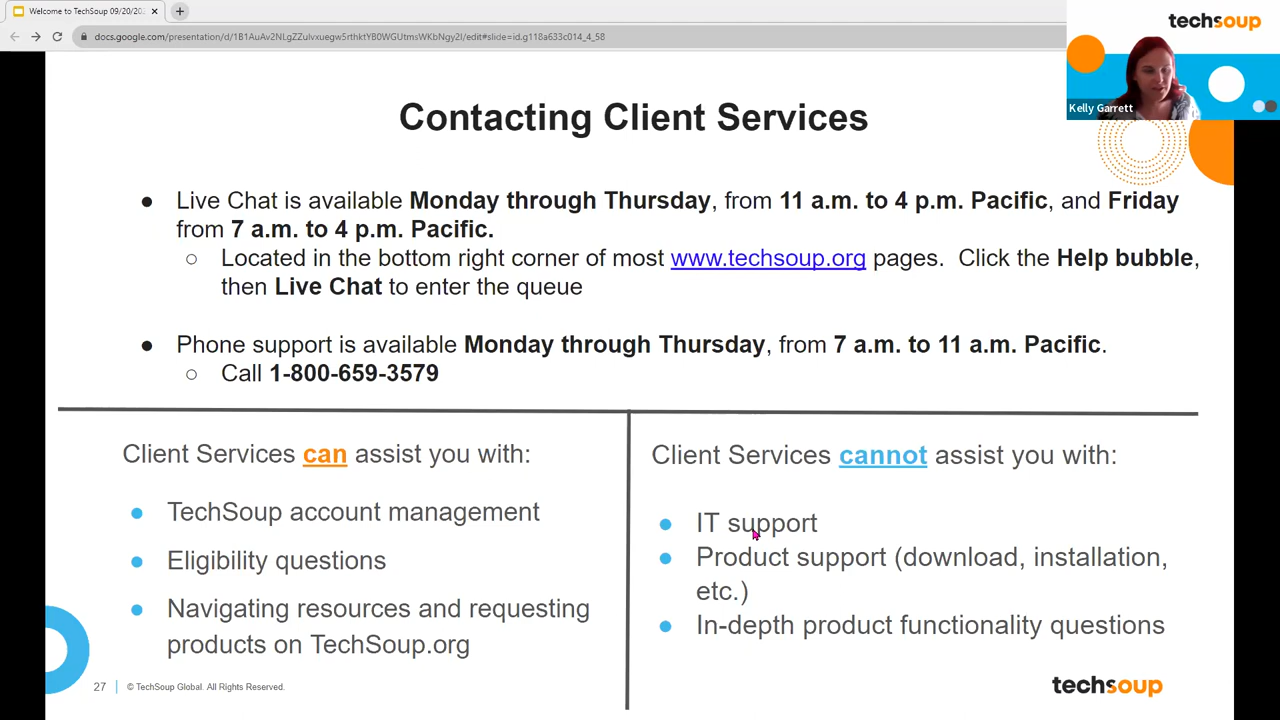 Welcome to TechSoup 09/20/202
docs.google.com/presentation/d/1B1AuAv2NLgZZulvxuegw5rthktYB0WGUtmsWKbNgy2I/edit#slide=id.g118a633c014_4_58
techsoup
Kelly Garrett
Contacting Client Services
● Live Chat is available Monday through Thursday, from 11 a.m. to 4 p.m. Pacific, and Friday
from 7 a.m. to 4 p.m. Pacific.
○ Located in the bottom right corner of most www.techsoup.org pages. Click the Help bubble,
then Live Chat to enter the queue
● Phone support is available Monday through Thursday, from 7 a.m. to 11 a.m. Pacific.
○ Call 1-800-659-3579
Client Services can assist you with:
● TechSoup account management
● Eligibility questions
● Navigating resources and requesting
products on TechSoup.org
Client Services cannot assist you with:
● IT support
● Product support (download, installation,
etc.)
● In-depth product functionality questions
27 | © TechSoup Global. All Rights Reserved.
techsoup